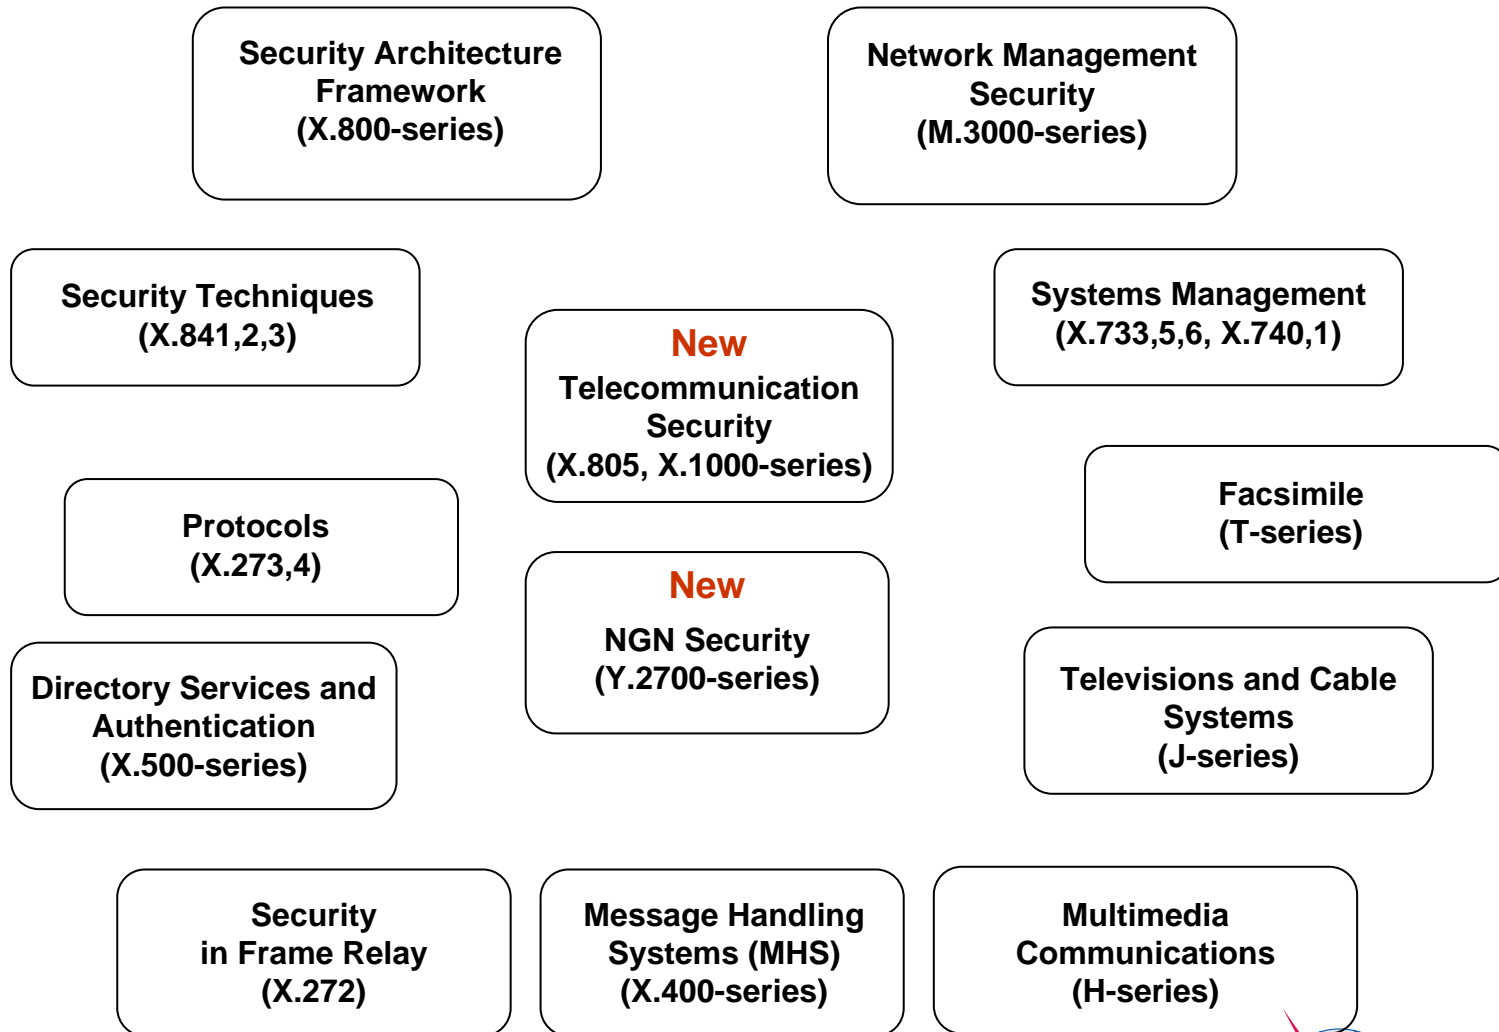 Security Architecture
Framework
(X.800-series)
Network Management
Security
(M.3000-series)
Security Techniques
(X.841,2,3)
New
Telecommunication
Security
(X.805, X.1000-series)
Systems Management
(X.733,5,6, X.740,1)
Protocols
(X.273,4)
Facsimile
(T-series)
New
NGN Security
(Y.2700-series)
Directory Services and
Authentication
(X.500-series)
Televisions and Cable
Systems
(J-series)
Security
in Frame Relay
(X.272)
Message Handling
Systems (MHS)
(X.400-series)
Multimedia
Communications
(H-series)